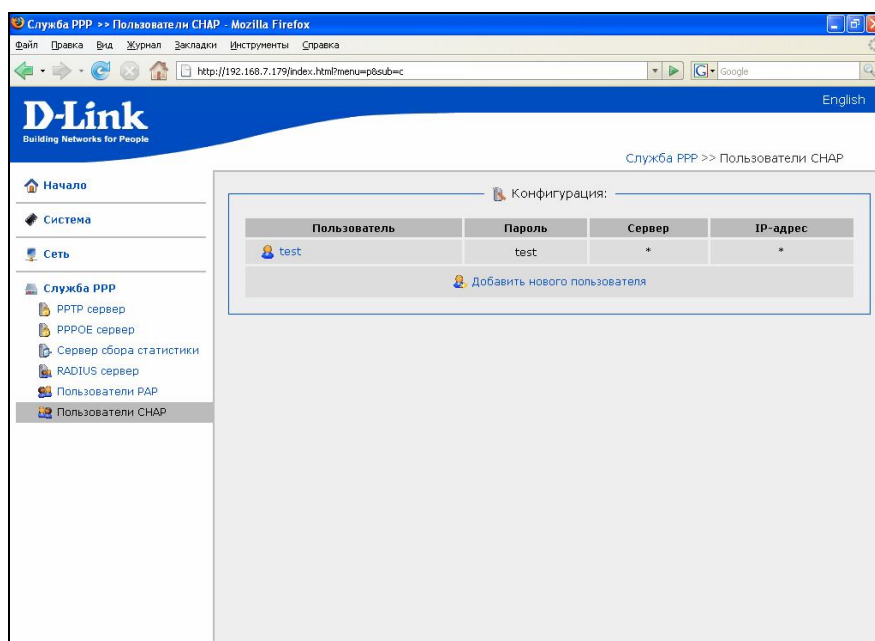 Служба PPP >> Пользователи CHAP - Mozilla Firefox
Файл Правка Вид Журнал Закладки Инструменты Справка
http://192.168.7.179/index.html?menu=p&sub=c
Google
English
D-Link
Building Networks for People
Служба PPP >> Пользователи CHAP
Начало
Система
Сеть
Служба PPP
PPTP сервер
PPPOE сервер
Сервер сбора статистики
RADIUS сервер
Пользователи PAP
Пользователи CHAP
Конфигурация:
Пользователь Пароль Сервер IP-адрес
test test * *
Добавить нового пользователя